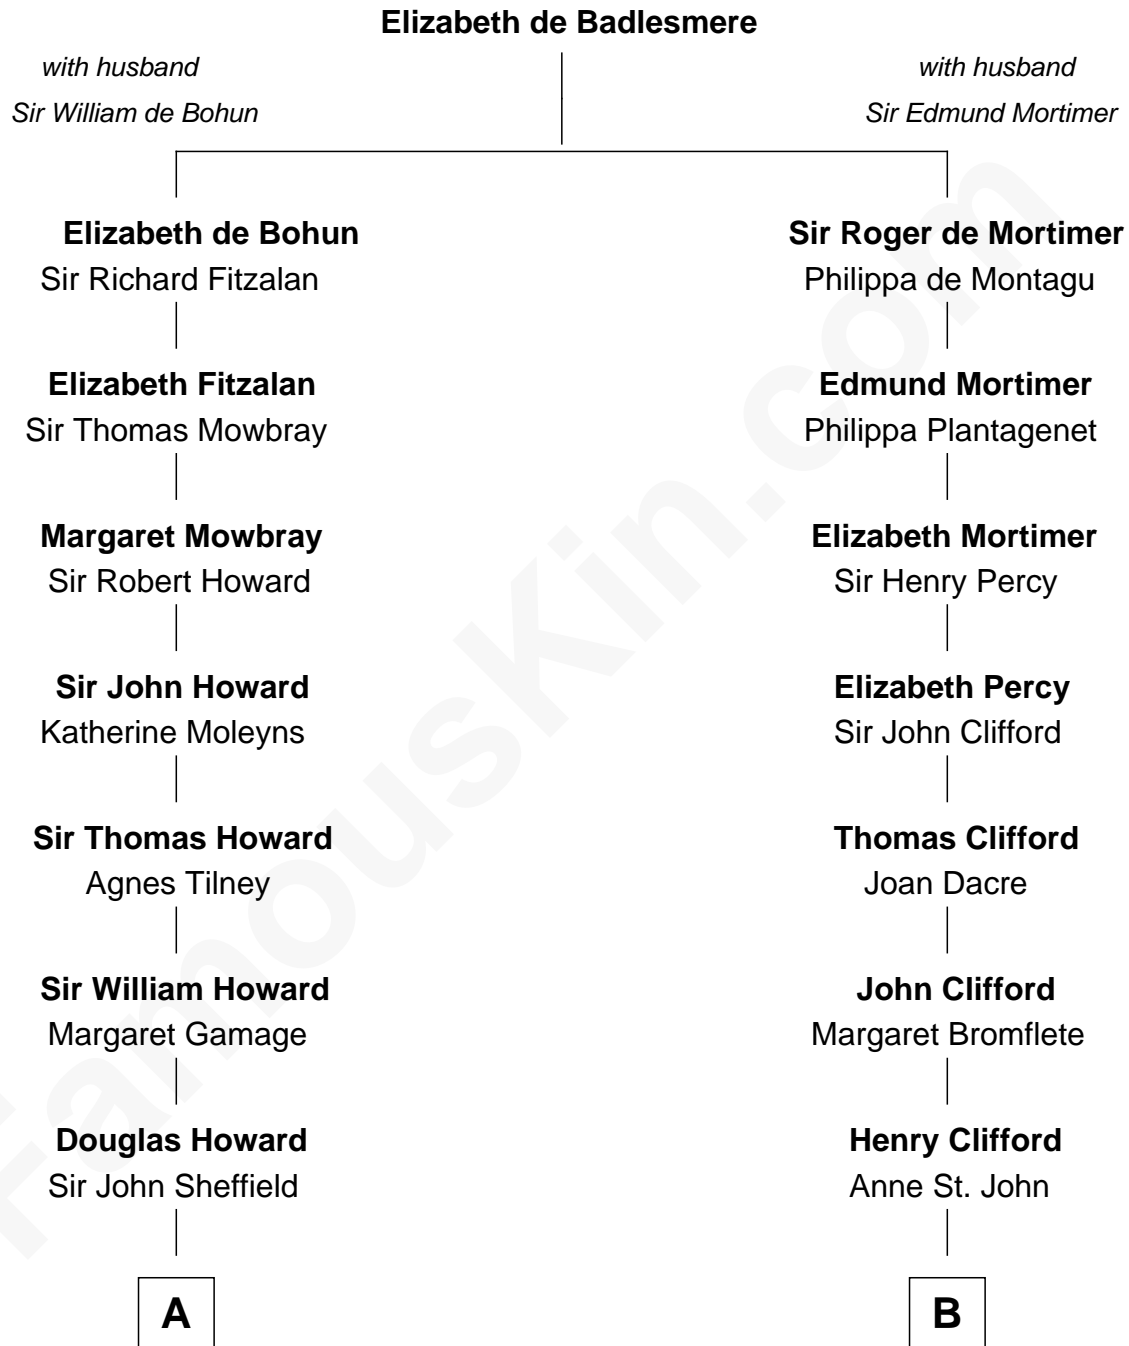 Elizabeth de Badlesmere
with husband
Sir William de Bohun
with husband
Sir Edmund Mortimer
Elizabeth de Bohun
Sir Richard Fitzalan
Sir Roger de Mortimer
Philippa de Montagu
Elizabeth Fitzalan
Sir Thomas Mowbray
Edmund Mortimer
Philippa Plantagenet
Margaret Mowbray
Sir Robert Howard
Elizabeth Mortimer
Sir Henry Percy
Sir John Howard
Katherine Moleyns
Elizabeth Percy
Sir John Clifford
Sir Thomas Howard
Agnes Tilney
Thomas Clifford
Joan Dacre
Sir William Howard
Margaret Gamage
John Clifford
Margaret Bromflete
Douglas Howard
Sir John Sheffield
Henry Clifford
Anne St. John
A
B
FamousKin.com